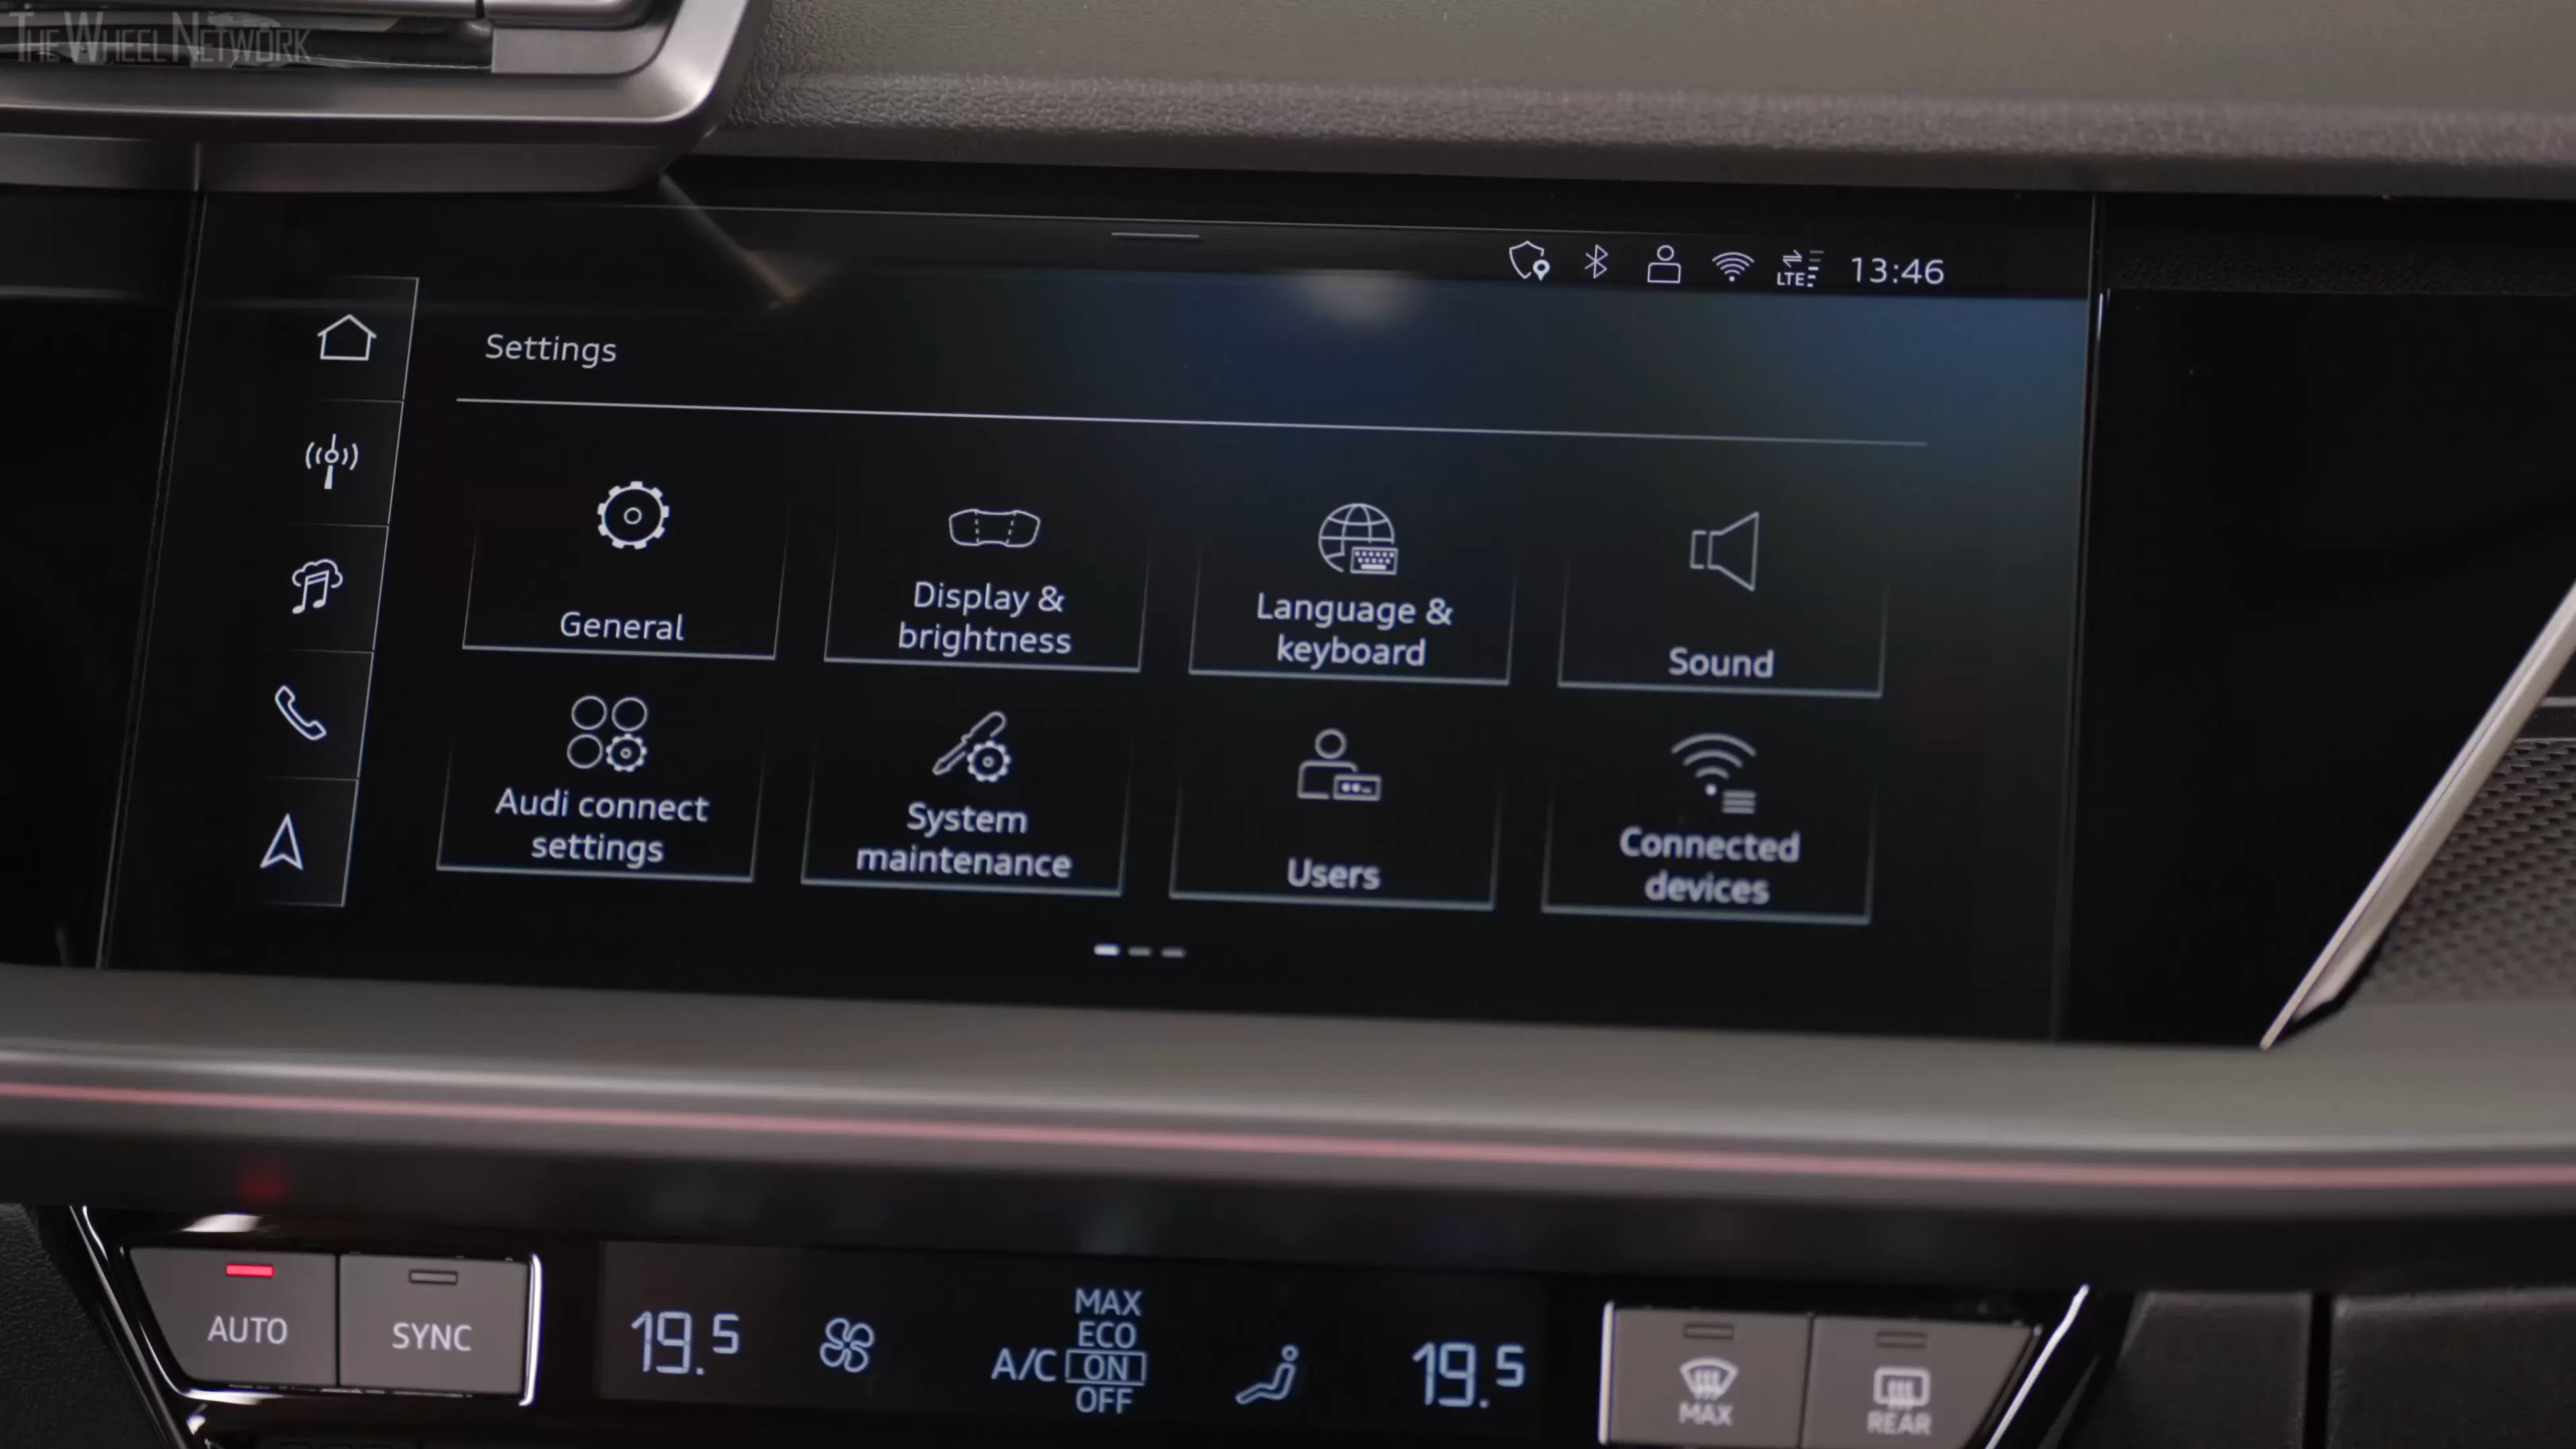 THE WHEEL NETWORK
LTE 13:46
Settings
General
Display &
brightness
Language &
keyboard
Sound
Audi connect
settings
System
maintenance
Users
Connected
devices
AUTO
SYNC
19.5
MAX
ECO
A/C ON
OFF
19.5
MAX
REAR